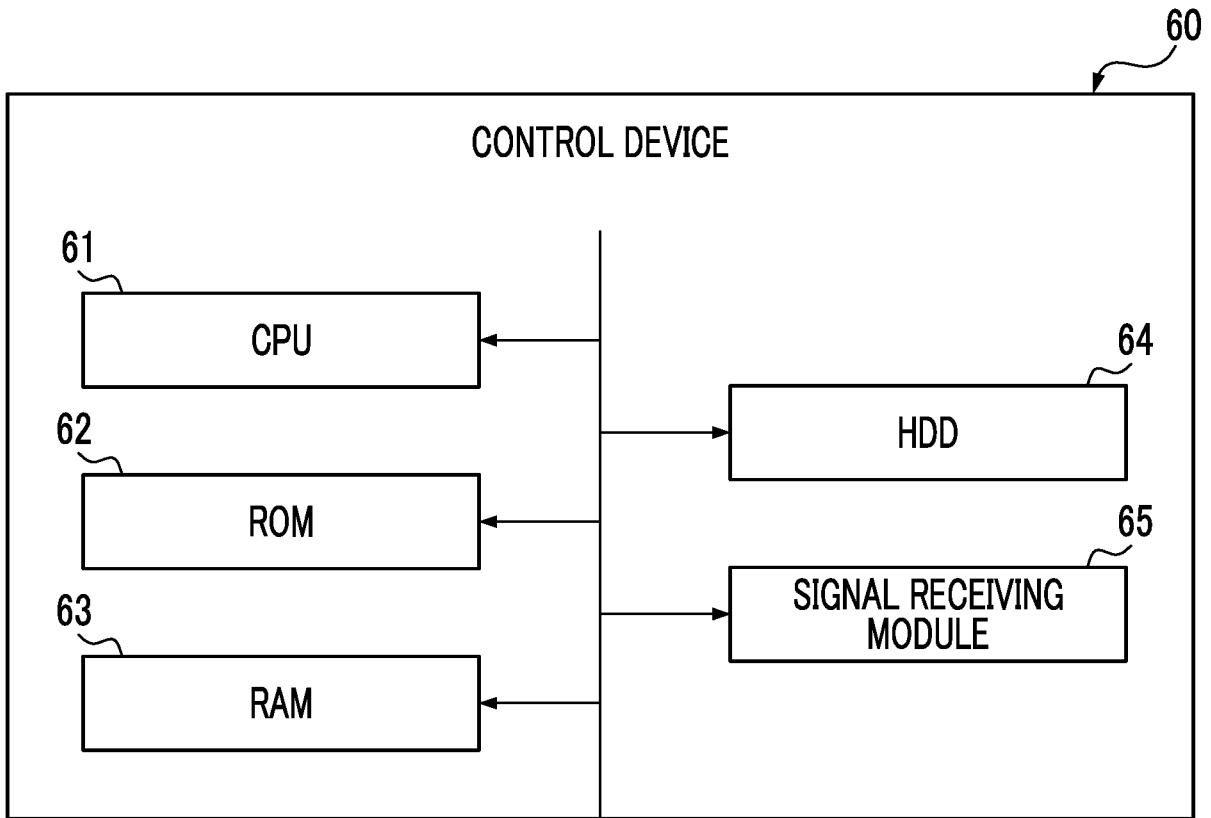 60
CONTROL DEVICE
61
CPU
62
ROM
63
RAM
64
HDD
65
SIGNAL RECEIVING
MODULE